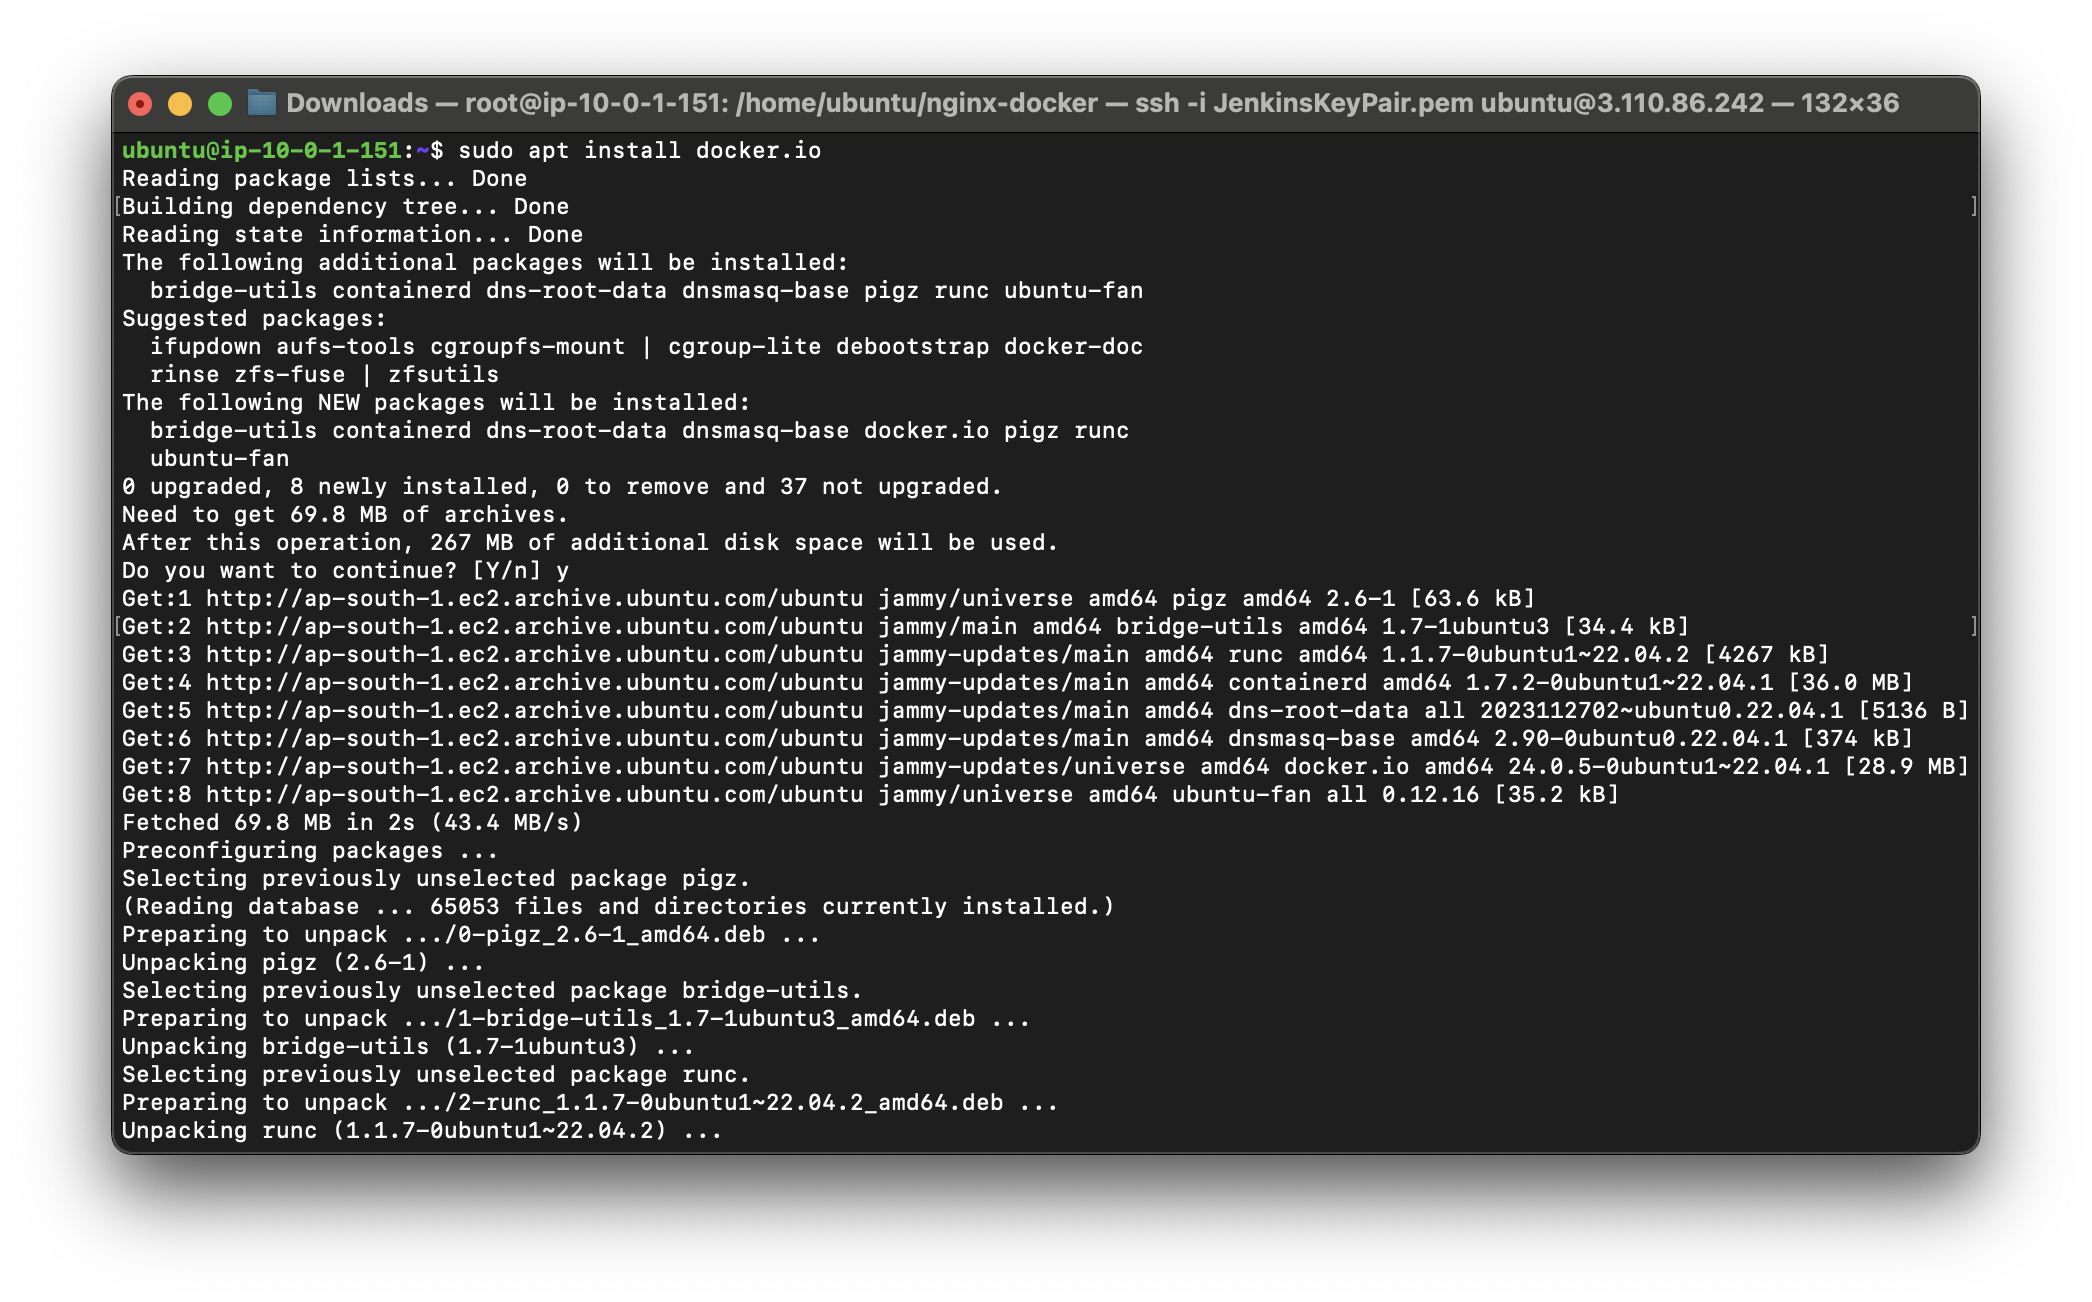 Downloads — root@ip-10-0-1-151: /home/ubuntu/nginx-docker — ssh -i JenkinsKeyPair.pem ubuntu@3.110.86.242 — 132×36
ubuntu@ip-10-0-1-151:~$ sudo apt install docker.io
Reading package lists... Done
[Building dependency tree... Done ]
Reading state information... Done
The following additional packages will be installed:
  bridge-utils containerd dns-root-data dnsmasq-base pigz runc ubuntu-fan
Suggested packages:
  ifupdown aufs-tools cgroupfs-mount | cgroup-lite debootstrap docker-doc
  rinse zfs-fuse | zfsutils
The following NEW packages will be installed:
  bridge-utils containerd dns-root-data dnsmasq-base docker.io pigz runc
  ubuntu-fan
0 upgraded, 8 newly installed, 0 to remove and 37 not upgraded.
Need to get 69.8 MB of archives.
After this operation, 267 MB of additional disk space will be used.
Do you want to continue? [Y/n] y
Get:1 http://ap-south-1.ec2.archive.ubuntu.com/ubuntu jammy/universe amd64 pigz amd64 2.6-1 [63.6 kB]
[Get:2 http://ap-south-1.ec2.archive.ubuntu.com/ubuntu jammy/main amd64 bridge-utils amd64 1.7-1ubuntu3 [34.4 kB] ]
Get:3 http://ap-south-1.ec2.archive.ubuntu.com/ubuntu jammy-updates/main amd64 runc amd64 1.1.7-0ubuntu1~22.04.2 [4267 kB]
Get:4 http://ap-south-1.ec2.archive.ubuntu.com/ubuntu jammy-updates/main amd64 containerd amd64 1.7.2-0ubuntu1~22.04.1 [36.0 MB]
Get:5 http://ap-south-1.ec2.archive.ubuntu.com/ubuntu jammy-updates/main amd64 dns-root-data all 2023112702~ubuntu0.22.04.1 [5136 B]
Get:6 http://ap-south-1.ec2.archive.ubuntu.com/ubuntu jammy-updates/main amd64 dnsmasq-base amd64 2.90-0ubuntu0.22.04.1 [374 kB]
Get:7 http://ap-south-1.ec2.archive.ubuntu.com/ubuntu jammy-updates/universe amd64 docker.io amd64 24.0.5-0ubuntu1~22.04.1 [28.9 MB]
Get:8 http://ap-south-1.ec2.archive.ubuntu.com/ubuntu jammy/universe amd64 ubuntu-fan all 0.12.16 [35.2 kB]
Fetched 69.8 MB in 2s (43.4 MB/s)
Preconfiguring packages ...
Selecting previously unselected package pigz.
(Reading database ... 65053 files and directories currently installed.)
Preparing to unpack .../0-pigz_2.6-1_amd64.deb ...
Unpacking pigz (2.6-1) ...
Selecting previously unselected package bridge-utils.
Preparing to unpack .../1-bridge-utils_1.7-1ubuntu3_amd64.deb ...
Unpacking bridge-utils (1.7-1ubuntu3) ...
Selecting previously unselected package runc.
Preparing to unpack .../2-runc_1.1.7-0ubuntu1~22.04.2_amd64.deb ...
Unpacking runc (1.1.7-0ubuntu1~22.04.2) ...